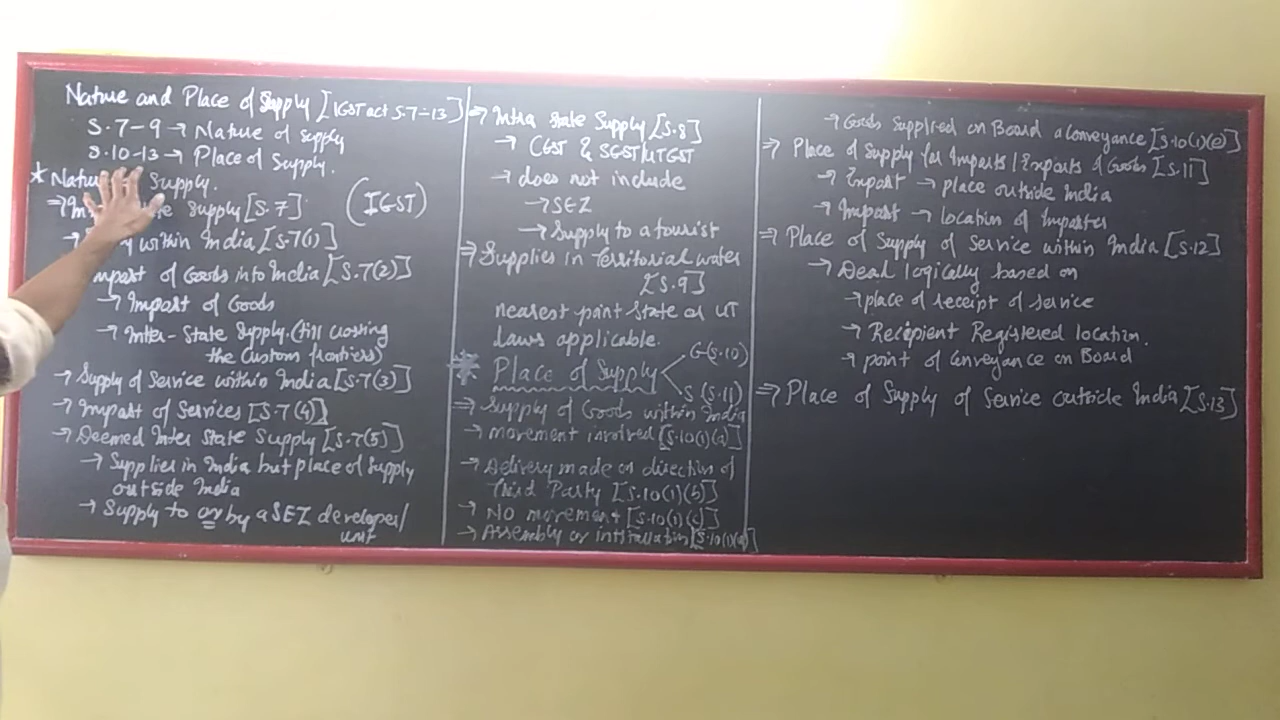 Nature and Place of Supply [IGST act S.7-13]
S.7-9 → Nature of supply
S.10-13 → Place of Supply.
* Supply.
⇒ Supply [S.7] (IGST)
→ within India [S.7(1)]
Impart of Goods into India [S.7(2)]
→ Impart of Goods
→ Inter-State Supply. (till crossing
the Custom frontiers)
→ Supply of Service within India [S.7(3)]
→ Impart of Services [S.7(4)]
→ Deemed Inter State Supply [S.7(5)]
→ Supplies in India but place of supply
outside India
→ Supply to or by a SEZ developer/
unit
⇒ Intra State Supply [S.8]
→ CGST & SGST/UTGST
→ does not include
→ SEZ
→ Supply to a tourist
⇒ Supplies in Territorial water
[S.9]
nearest point State or UT
laws applicable.
* Place of Supply < G (S.10)
S (S.11)
⇒ Supply of Goods within India
→ movement involved [S.10(1)(a)]
→ Delivery made on direction of
Third Party [S.10(1)(b)]
→ NO movement [S.10(1)(c)]
→ Assembly or installation [S.10(1)(d)]
→ Goods Supplied on Board a conveyance [S.10(1)(e)]
⇒ Place of Supply for Imports/Exports of Goods [S.11]
→ Expart → place outside India
→ Impart → location of Importer
⇒ Place of Supply of Service within India [S.12]
→ Deal logically based on
→ place of receipt of service
→ Recipient Registered location.
→ point of Conveyance on Board
⇒ Place of Supply of Service outside India [S.13]